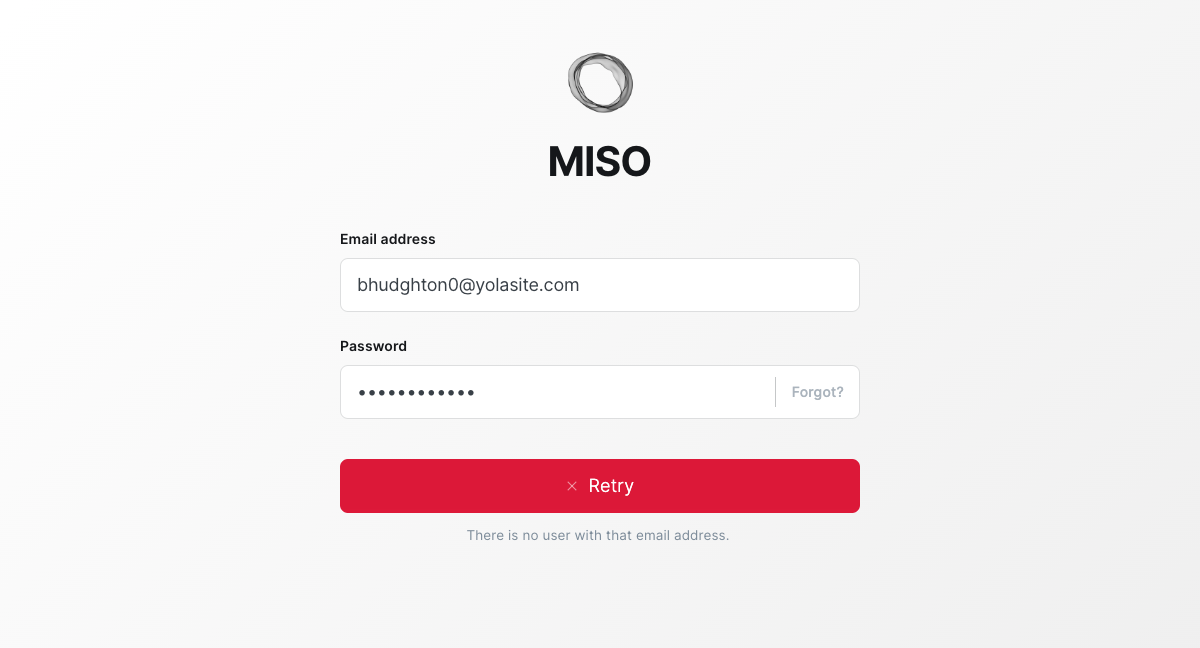 MISO
Email address
bhudghton0@yolasite.com
Password
••••••••••••
Forgot?
Retry
There is no user with that email address.